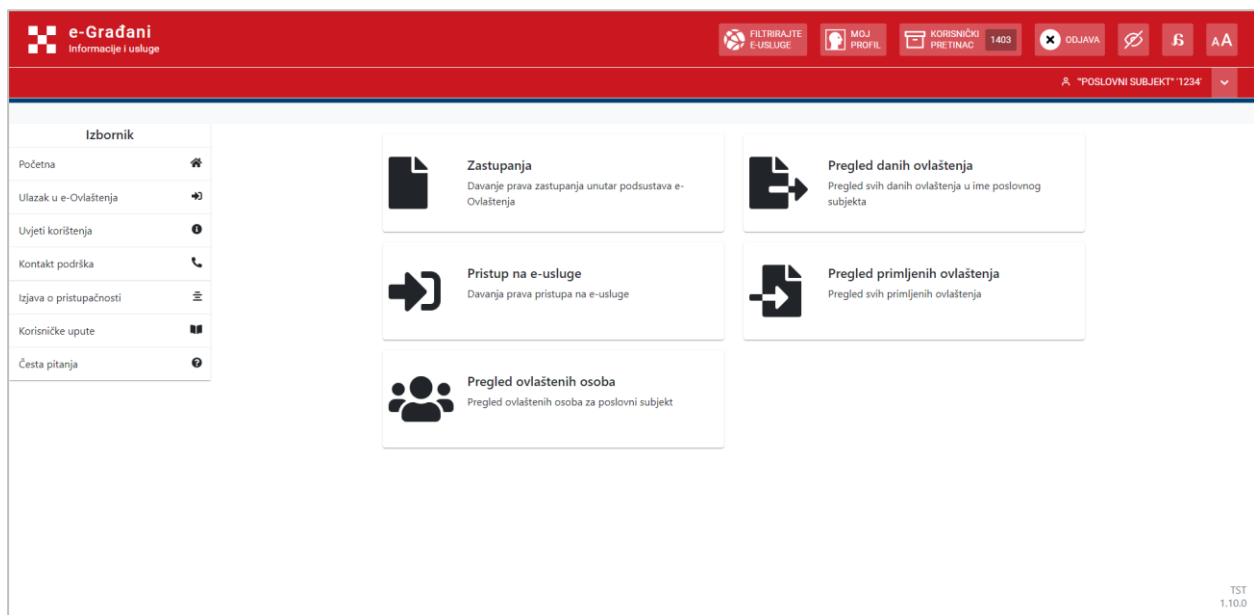 e-Građani
Informacije i usluge
FILTRIRAJTE
E-USLUGE
MOJ
PROFIL
KORISNIČKI
PRETINAC
1403
ODJAVA
AA
"POSLOVNI SUBJEKT" '1234'
Izbornik
Početna
Ulazak u e-Ovlaštenja
Uvjeti korištenja
Kontakt podrška
Izjava o pristupačnosti
Korisničke upute
Česta pitanja
Zastupanja
Davanje prava zastupanja unutar podsustava e-
Ovlaštenja
Pregled danih ovlaštenja
Pregled svih danih ovlaštenja u ime poslovnog
subjekta
Pristup na e-usluge
Davanja prava pristupa na e-usluge
Pregled primljenih ovlaštenja
Pregled svih primljenih ovlaštenja
Pregled ovlaštenih osoba
Pregled ovlaštenih osoba za poslovni subjekt
TST
1.10.0